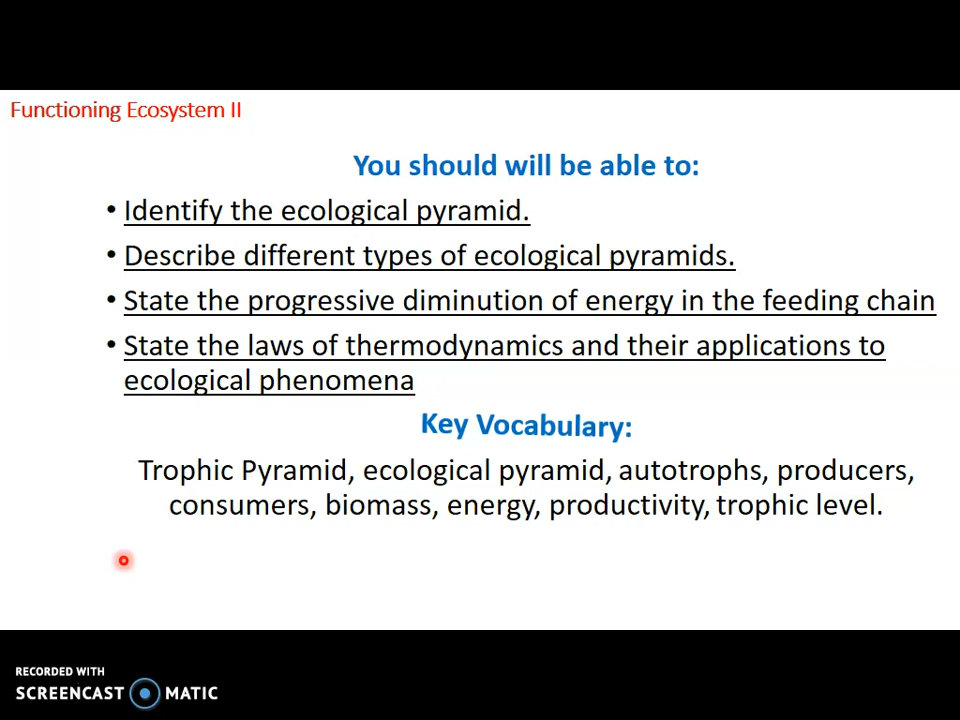 Functioning Ecosystem II
You should will be able to:
• Identify the ecological pyramid.
• Describe different types of ecological pyramids.
• State the progressive diminution of energy in the feeding chain
• State the laws of thermodynamics and their applications to
ecological phenomena
Key Vocabulary:
Trophic Pyramid, ecological pyramid, autotrophs, producers,
consumers, biomass, energy, productivity, trophic level.
RECORDED WITH
SCREENCAST MATIC